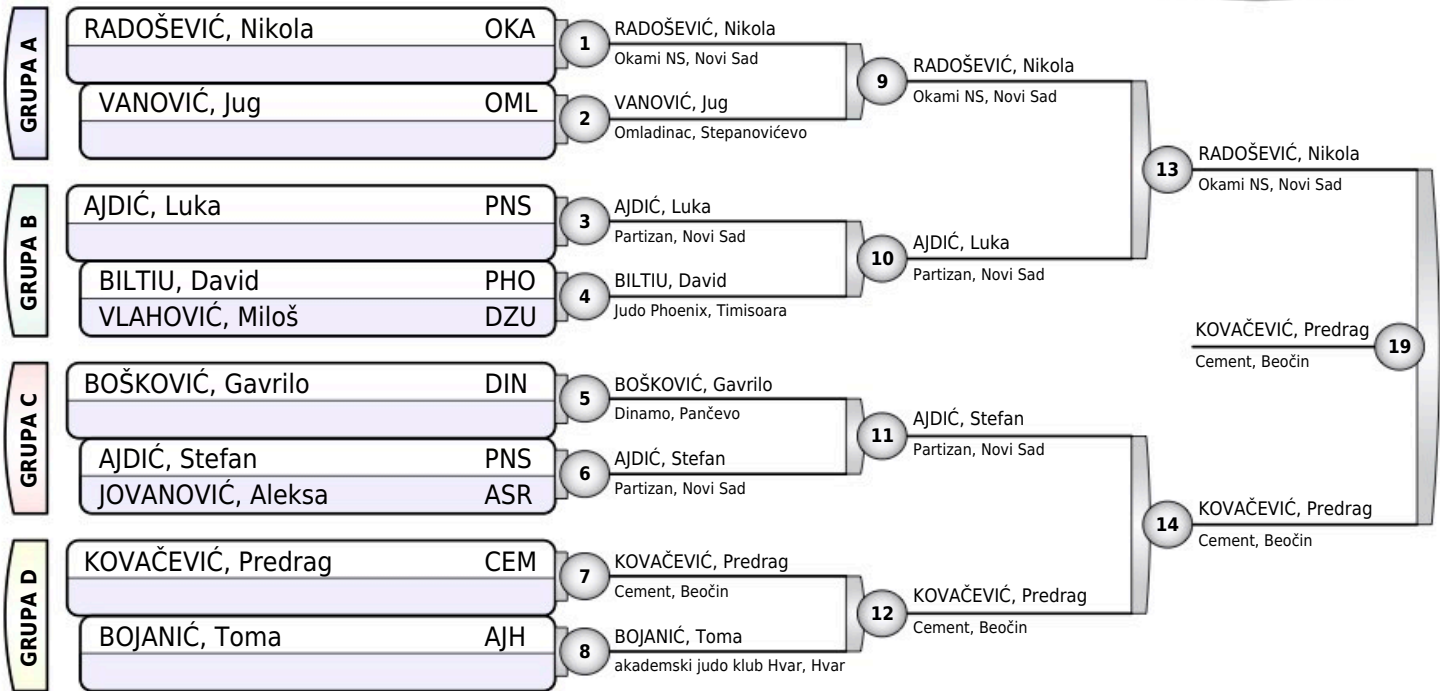 GRUPA A
RADOŠEVIĆ, Nikola OKA
VANOVIĆ, Jug OML
GRUPA B
AJDIĆ, Luka PNS
BILTIU, David PHO
VLAHOVIĆ, Miloš DZU
GRUPA C
BOŠKOVIĆ, Gavrilo DIN
AJDIĆ, Stefan PNS
JOVANOVIĆ, Aleksa ASR
GRUPA D
KOVAČEVIĆ, Predrag CEM
BOJANIĆ, Toma AJH
1
RADOŠEVIĆ, Nikola
Okami NS, Novi Sad
2
VANOVIĆ, Jug
Omladinac, Stepanovićevo
3
AJDIĆ, Luka
Partizan, Novi Sad
4
BILTIU, David
Judo Phoenix, Timisoara
5
BOŠKOVIĆ, Gavrilo
Dinamo, Pančevo
6
AJDIĆ, Stefan
Partizan, Novi Sad
7
KOVAČEVIĆ, Predrag
Cement, Beočin
8
BOJANIĆ, Toma
akademski judo klub Hvar, Hvar
9
RADOŠEVIĆ, Nikola
Okami NS, Novi Sad
10
AJDIĆ, Luka
Partizan, Novi Sad
11
AJDIĆ, Stefan
Partizan, Novi Sad
12
KOVAČEVIĆ, Predrag
Cement, Beočin
13
RADOŠEVIĆ, Nikola
Okami NS, Novi Sad
14
KOVAČEVIĆ, Predrag
Cement, Beočin
KOVAČEVIĆ, Predrag
Cement, Beočin
19